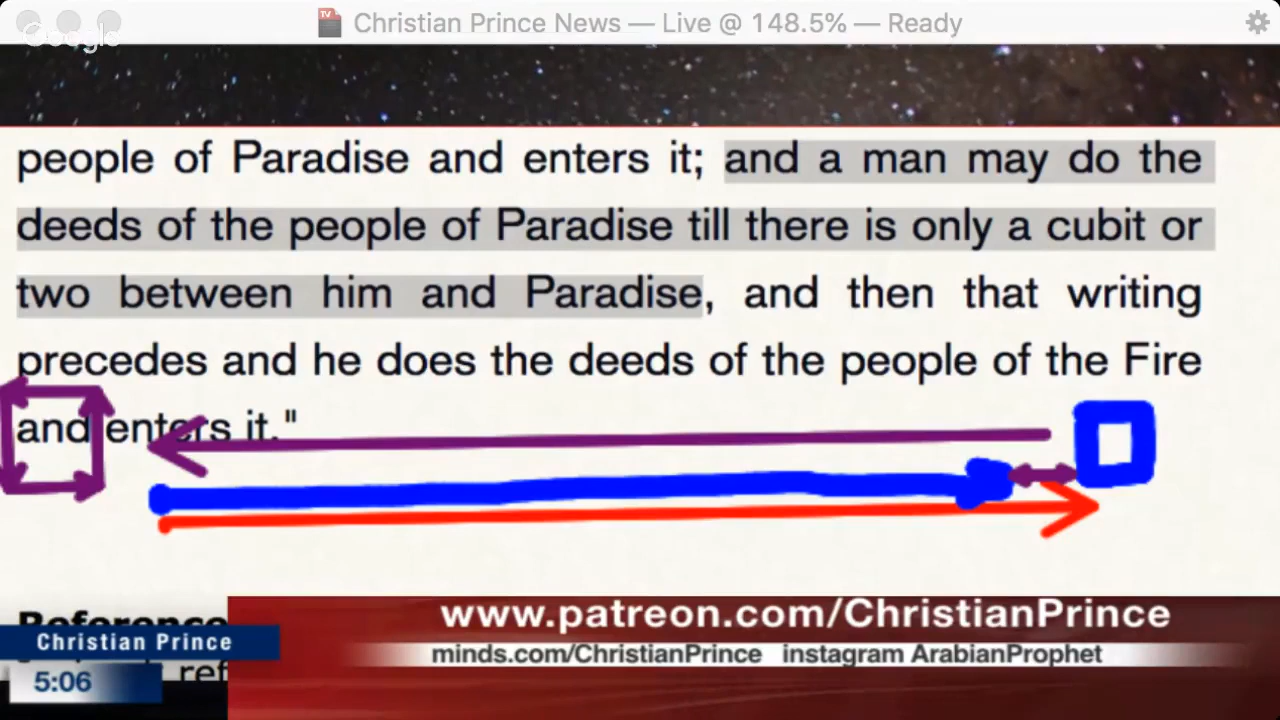 Christian Prince News — Live @ 148.5% — Ready
Google
people of Paradise and enters it; and a man may do the
deeds of the people of Paradise till there is only a cubit or
two between him and Paradise, and then that writing
precedes and he does the deeds of the people of the Fire
and enters it."
www.patreon.com/ChristianPrince
Christian Prince
minds.com/ChristianPrince instagram ArabianProphet
5:06